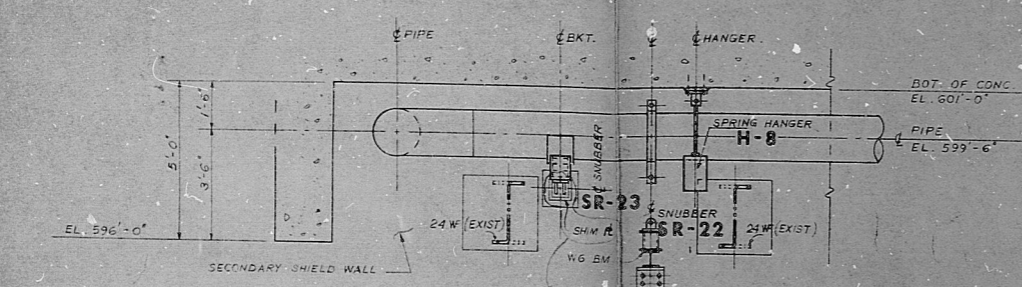 ℄ PIPE
℄ BKT.
℄
℄ HANGER.
BOT. OF CONC.
EL. 601'-0"
1'-6"
SPRING HANGER
H-8
PIPE ℄
EL. 599'-6"
5'-0"
3'-6"
℄ SNUBBER
SR-23
SNUBBER
SR-22
24 WF (EXIST)
SHIM ℄
24 WF (EXIST)
EL. 596'-0"
W6 BM
SECONDARY SHIELD WALL